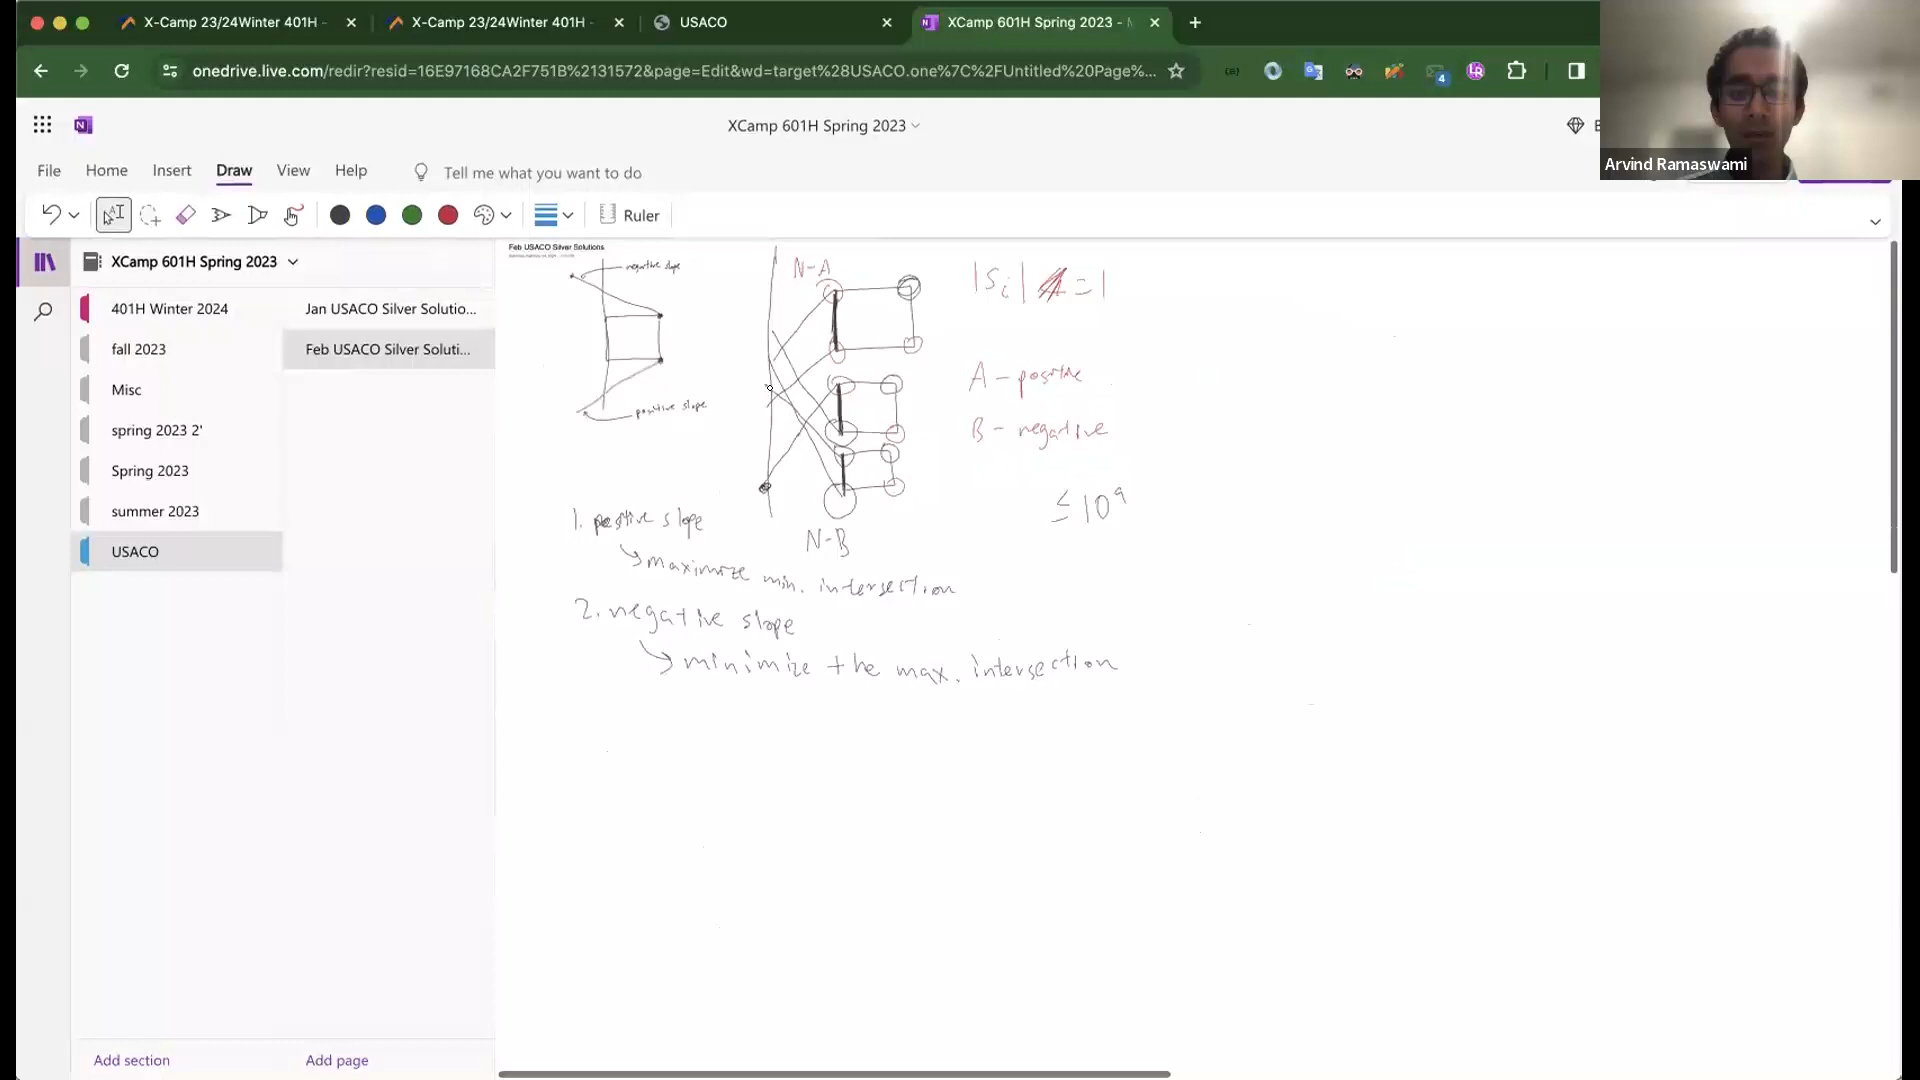 X-Camp 23/24Winter 401H -
X-Camp 23/24Winter 401H -
USACO
XCamp 601H Spring 2023 -
onedrive.live.com/redir?resid=16E97168CA2F751B%2131572&page=Edit&wd=target%28USACO.one%7C%2FUntitled%20Page%...
4
LR
Arvind Ramaswami
XCamp 601H Spring 2023
File Home Insert Draw View Help Tell me what you want to do
Ruler
XCamp 601H Spring 2023
401H Winter 2024
fall 2023
Misc
spring 2023 2'
Spring 2023
summer 2023
USACO
Add section
Jan USACO Silver Solutio...
Feb USACO Silver Soluti...
Add page
Feb USACO Silver Solutions
negative slope
positive slope
N-A
N-B
|Si| = 1
A - positive
B - negative
≤ 10^9
1. positive slope
maximize min. intersection
2. negative slope
minimize the max. intersection